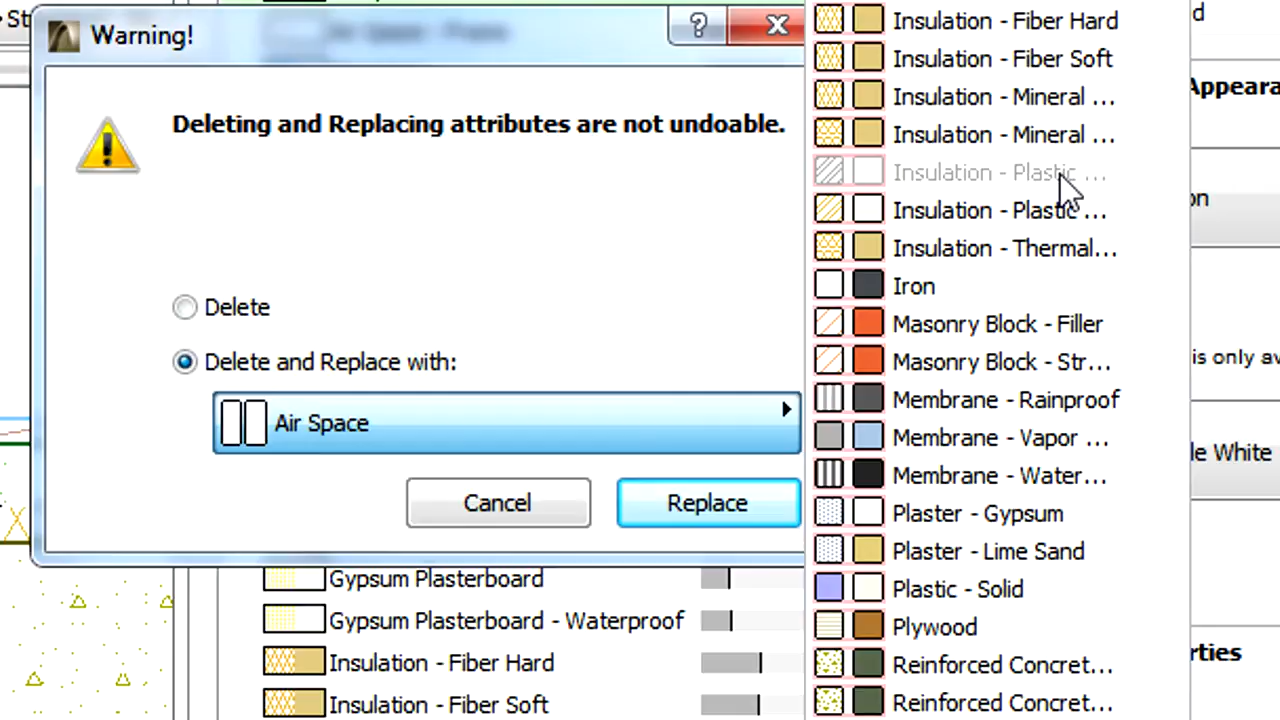 St
Warning!
?
Deleting and Replacing attributes are not undoable.
Delete
Delete and Replace with:
Air Space
Cancel
Replace
Gypsum Plasterboard
Gypsum Plasterboard - Waterproof
Insulation - Fiber Hard
Insulation - Fiber Soft
Insulation - Fiber Hard
Insulation - Fiber Soft
Insulation - Mineral ...
Insulation - Mineral ...
Insulation - Plastic ...
Insulation - Plastic ...
Insulation - Thermal...
Iron
Masonry Block - Filler
Masonry Block - Str...
Membrane - Rainproof
Membrane - Vapor ...
Membrane - Water...
Plaster - Gypsum
Plaster - Lime Sand
Plastic - Solid
Plywood
Reinforced Concret...
Reinforced Concret...
d
Appeara
on
is only av
le White
rties